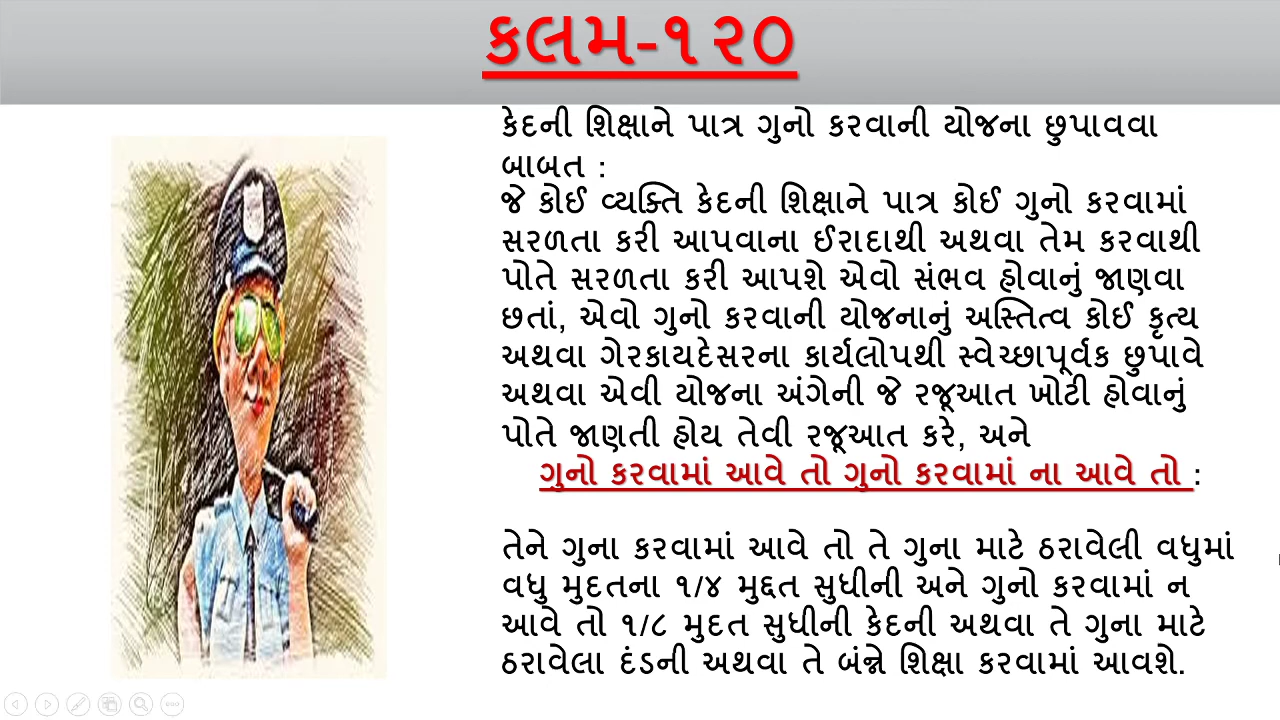 કલમ-૧૨૦
કેદની શિક્ષાને પાત્ર ગુનો કરવાની યોજના છુપાવવા
બાબત :
જે કોઈ વ્યક્તિ કેદની શિક્ષાને પાત્ર કોઈ ગુનો કરવામાં
સરળતા કરી આપવાના ઈરાદાથી અથવા તેમ કરવાથી
પોતે સરળતા કરી આપશે એવો સંભવ હોવાનું જાણવા
છતાં, એવો ગુનો કરવાની યોજનાનું અસ્તિત્વ કોઈ કૃત્ય
અથવા ગેરકાયદેસરના કાર્યલોપથી સ્વેચ્છાપૂર્વક છુપાવે
અથવા એવી યોજના અંગેની જે રજૂઆત ખોટી હોવાનું
પોતે જાણતી હોય તેવી રજૂઆત કરે, અને
ગુનો કરવામાં આવે તો ગુનો કરવામાં ના આવે તો :
તેને ગુના કરવામાં આવે તો તે ગુના માટે ઠરાવેલી વધુમાં
વધુ મુદતના ૧/૪ મુદ્દત સુધીની અને ગુનો કરવામાં ન
આવે તો ૧/૮ મુદત સુધીની કેદની અથવા તે ગુના માટે
ઠરાવેલા દંડની અથવા તે બંન્ને શિક્ષા કરવામાં આવશે.